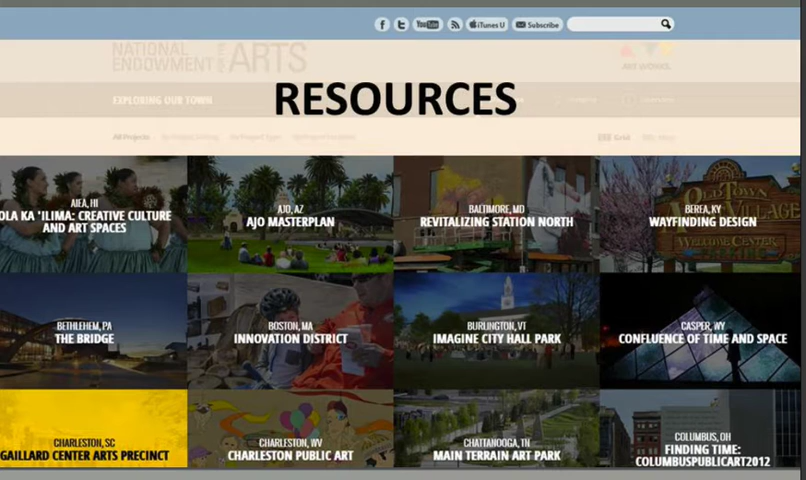 f t YouTube iTunes U Subscribe
NATIONAL
ENDOWMENT FOR THE ARTS
ART WORKS.
RESOURCES
EXPLORING OUR TOWN
All Projects
Grid
AIEA, HI
OLA KA 'ILIMA: CREATIVE CULTURE
AND ART SPACES
AJO, AZ
AJO MASTERPLAN
BALTIMORE, MD
REVITALIZING STATION NORTH
OLD TOWN
VILLAGE
WELCOME CENTER
BEREA, KY
WAYFINDING DESIGN
BETHLEHEM, PA
THE BRIDGE
BOSTON, MA
INNOVATION DISTRICT
BURLINGTON, VT
IMAGINE CITY HALL PARK
CASPER, WY
CONFLUENCE OF TIME AND SPACE
CHARLESTON, SC
GAILLARD CENTER ARTS PRECINCT
CHARLESTON, WV
CHARLESTON PUBLIC ART
CHATTANOOGA, TN
MAIN TERRAIN ART PARK
COLUMBUS, OH
FINDING TIME:
COLUMBUSPUBLICART2012